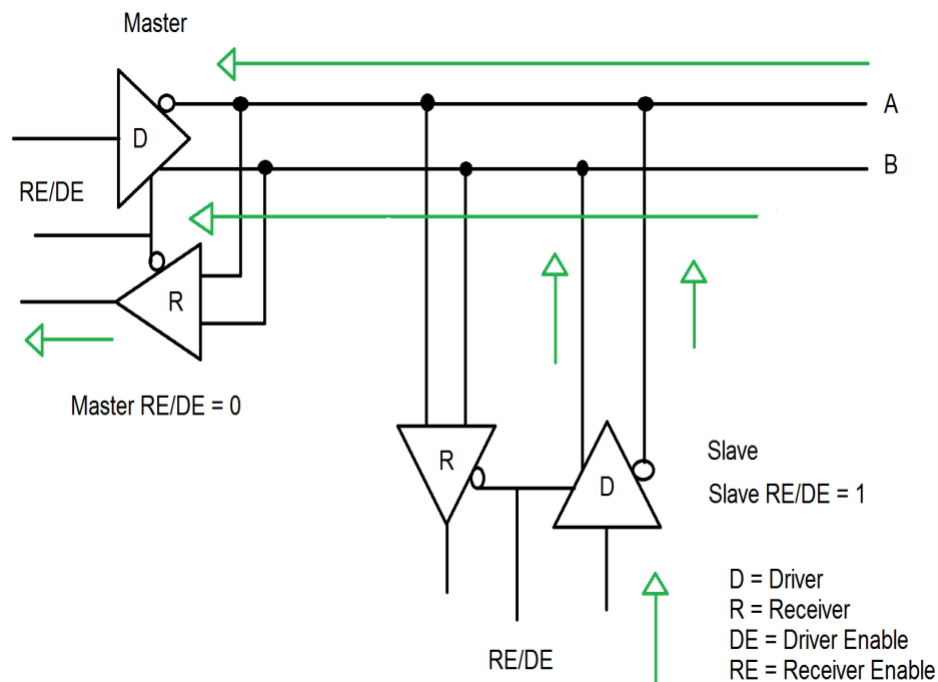 Master
D
A
B
RE/DE
R
Master RE/DE = 0
R
D
Slave
Slave RE/DE = 1
RE/DE
D = Driver
R = Receiver
DE = Driver Enable
RE = Receiver Enable